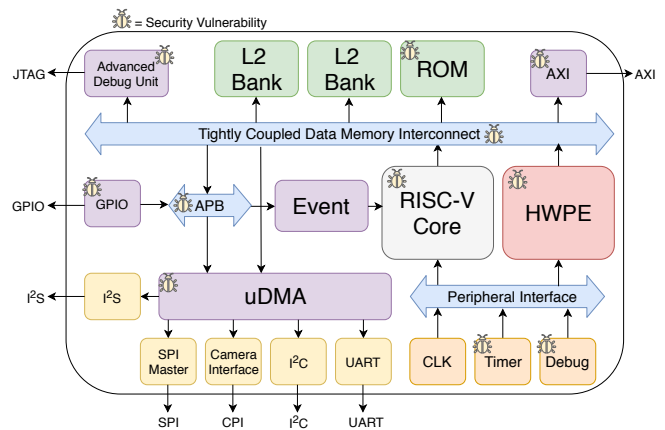 = Security Vulnerability
JTAG
Advanced
Debug Unit
L2
Bank
L2
Bank
ROM
AXI
AXI
Tightly Coupled Data Memory Interconnect
GPIO
GPIO
APB
Event
RISC-V
Core
HWPE
I²S
I²S
uDMA
Peripheral Interface
SPI
Master
Camera
Interface
I²C
UART
CLK
Timer
Debug
SPI
CPI
I²C
UART